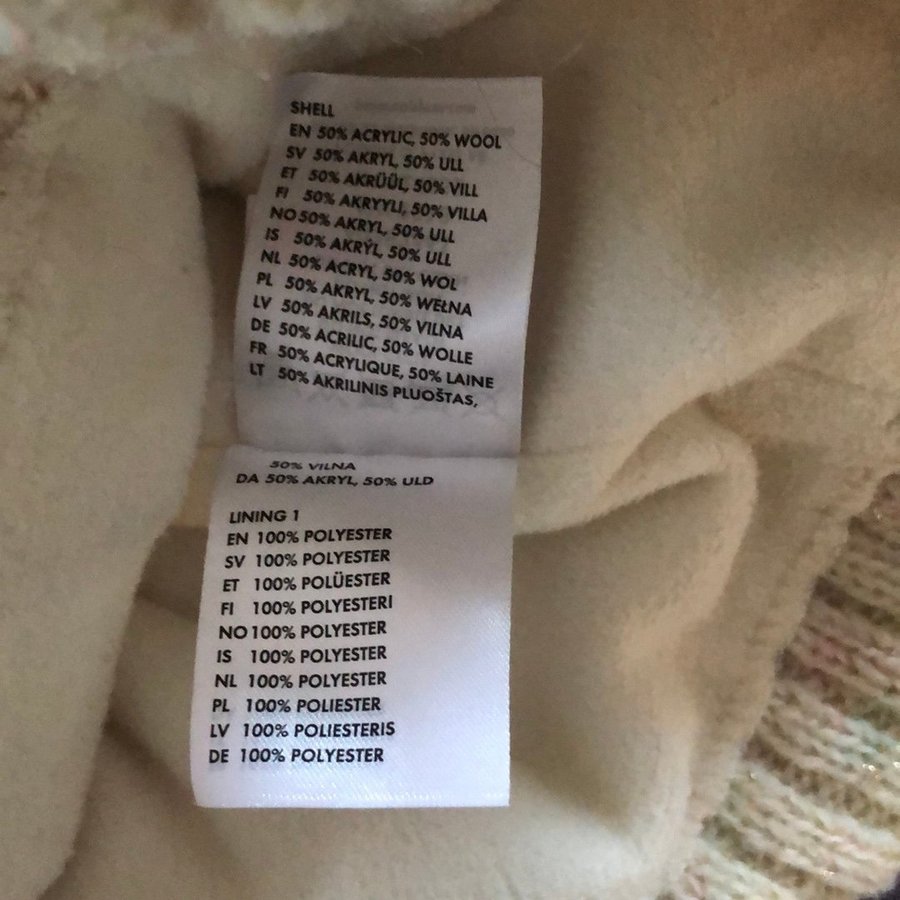 SHELL
EN 50% ACRYLIC, 50% WOOL
SV 50% AKRYL, 50% ULL
ET 50% AKRÜÜL, 50% VILL
FI 50% AKRYYLI, 50% VILLA
NO 50% AKRYL, 50% ULL
IS 50% AKRÝL, 50% ULL
NL 50% ACRYL, 50% WOL
PL 50% AKRYL, 50% WEŁNA
LV 50% AKRILS, 50% VILNA
DE 50% ACRILIC, 50% WOLLE
FR 50% ACRYLIQUE, 50% LAINE
LT 50% AKRILINIS PLUOŠTAS,
50% VILNA
DA 50% AKRYL, 50% ULD
LINING 1
EN 100% POLYESTER
SV 100% POLYESTER
ET 100% POLÜESTER
FI 100% POLYESTERI
NO 100% POLYESTER
IS 100% POLYESTER
NL 100% POLYESTER
PL 100% POLIESTER
LV 100% POLIESTERIS
DE 100% POLYESTER